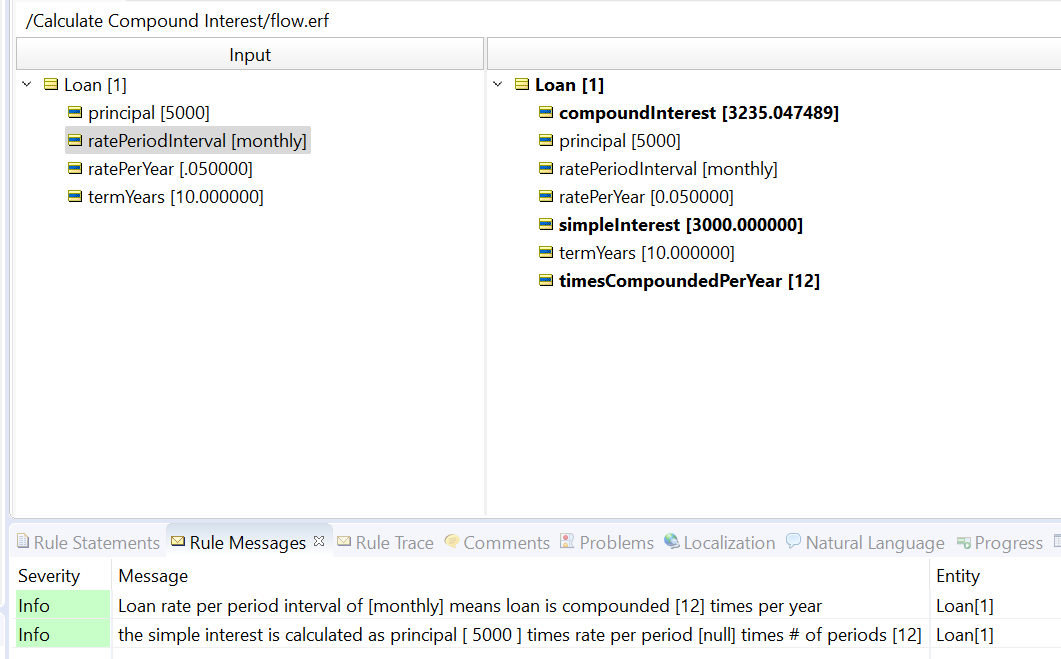 /Calculate Compound Interest/flow.erf
Input
Loan [1]
principal [5000]
ratePeriodInterval [monthly]
ratePerYear [.050000]
termYears [10.000000]
Loan [1]
compoundInterest [3235.047489]
principal [5000]
ratePeriodInterval [monthly]
ratePerYear [0.050000]
simpleInterest [3000.000000]
termYears [10.000000]
timesCompoundedPerYear [12]
Rule Statements Rule Messages Rule Trace Comments Problems Localization Natural Language Progress
Severity Message Entity
Info Loan rate per period interval of [monthly] means loan is compounded [12] times per year Loan[1]
Info the simple interest is calculated as principal [ 5000 ] times rate per period [null] times # of periods [12] Loan[1]